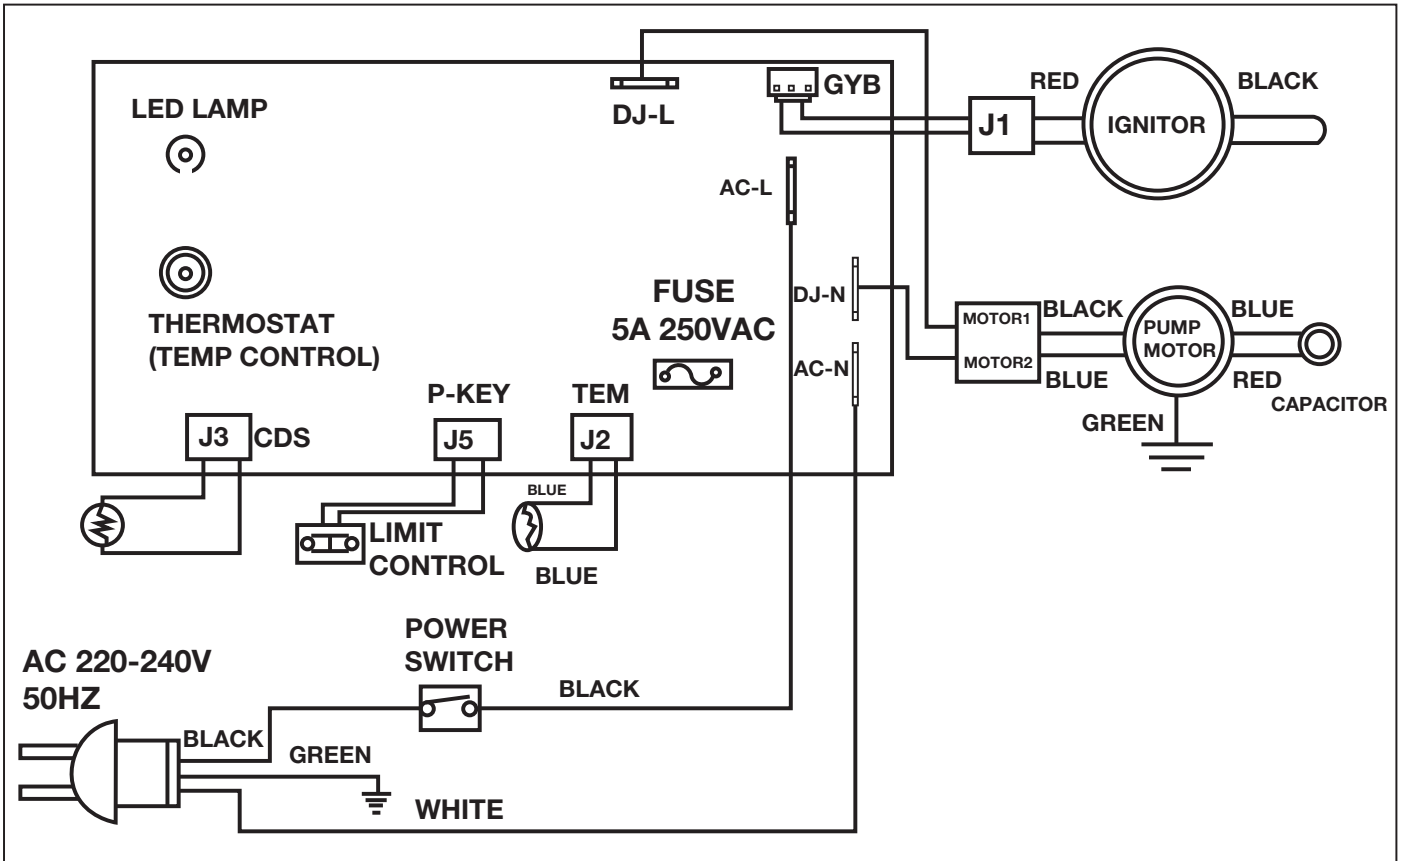 LED LAMP
DJ-L
GYB
J1
RED
IGNITOR
BLACK
AC-L
THERMOSTAT
(TEMP CONTROL)
FUSE
5A 250VAC
DJ-N
AC-N
MOTOR1
MOTOR2
BLACK
BLUE
PUMP
MOTOR
BLUE
RED
CAPACITOR
GREEN
J3
CDS
P-KEY
J5
TEM
J2
LIMIT
CONTROL
BLUE
BLUE
POWER
SWITCH
BLACK
AC 220-240V
50HZ
BLACK
GREEN
WHITE